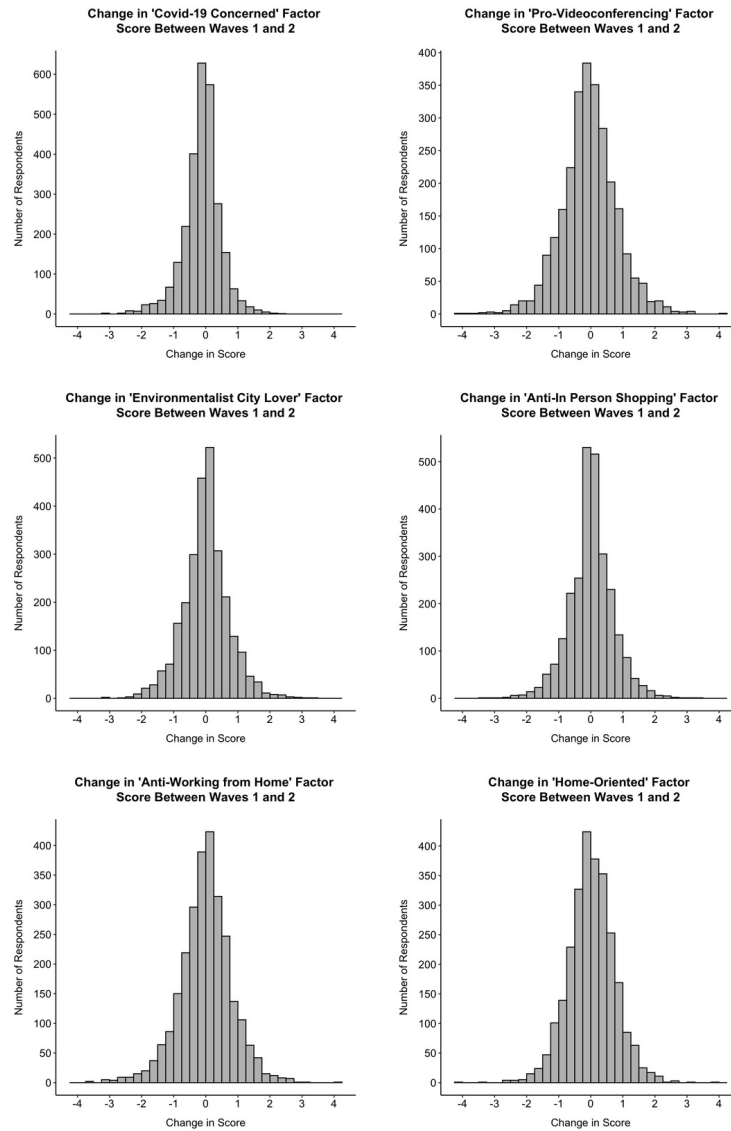 Change in 'Covid-19 Concerned' Factor
Score Between Waves 1 and 2
Number of Respondents
600
500
400
300
200
100
0
-4 -3 -2 -1 0 1 2 3 4
Change in Score
Change in 'Pro-Videoconferencing' Factor
Score Between Waves 1 and 2
Number of Respondents
400
350
300
250
200
150
100
50
0
-4 -3 -2 -1 0 1 2 3 4
Change in Score
Change in 'Environmentalist City Lover' Factor
Score Between Waves 1 and 2
Number of Respondents
500
400
300
200
100
0
-4 -3 -2 -1 0 1 2 3 4
Change in Score
Change in 'Anti-In Person Shopping' Factor
Score Between Waves 1 and 2
Number of Respondents
500
400
300
200
100
0
-4 -3 -2 -1 0 1 2 3 4
Change in Score
Change in 'Anti-Working from Home' Factor
Score Between Waves 1 and 2
Number of Respondents
400
350
300
250
200
150
100
50
0
-4 -3 -2 -1 0 1 2 3 4
Change in Score
Change in 'Home-Oriented' Factor
Score Between Waves 1 and 2
Number of Respondents
400
350
300
250
200
150
100
50
0
-4 -3 -2 -1 0 1 2 3 4
Change in Score